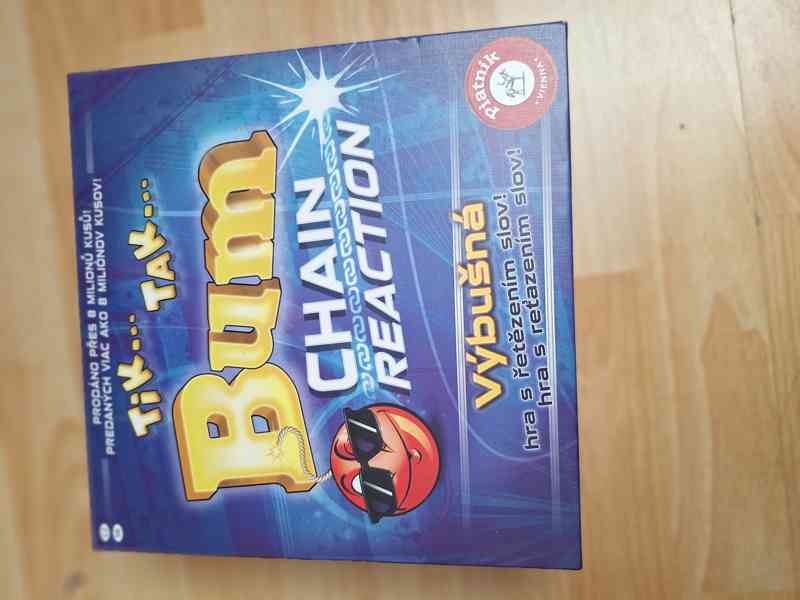 PRODÁNO PŘES 8 MILIONŮ KUSŮ!
PREDANÝCH VIAC AKO 8 MILIÓNOV KUSOV!
TiK... TAK...
Bum
CHAIN
REACTION
Výbušná
hra s řetězením slov!
hra s reťazením slov!
piatnik
VIENNA